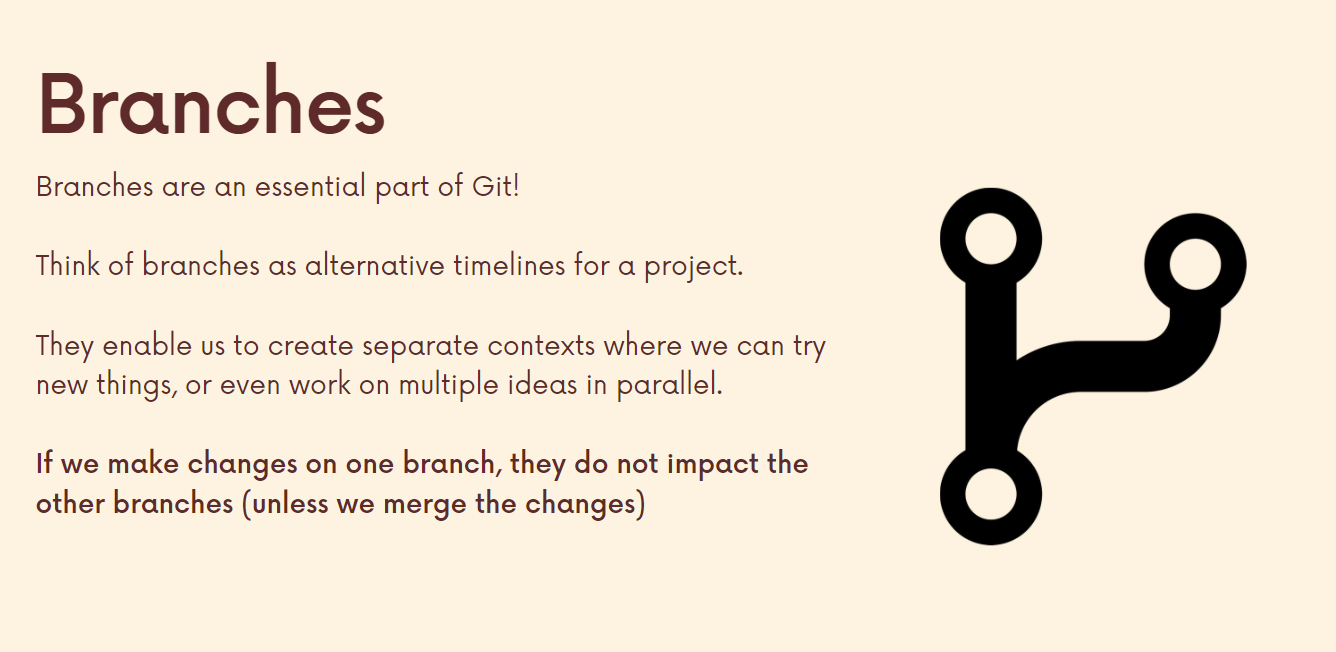 Branches
Branches are an essential part of Git!
Think of branches as alternative timelines for a project.
They enable us to create separate contexts where we can try
new things, or even work on multiple ideas in parallel.
If we make changes on one branch, they do not impact the
other branches (unless we merge the changes)